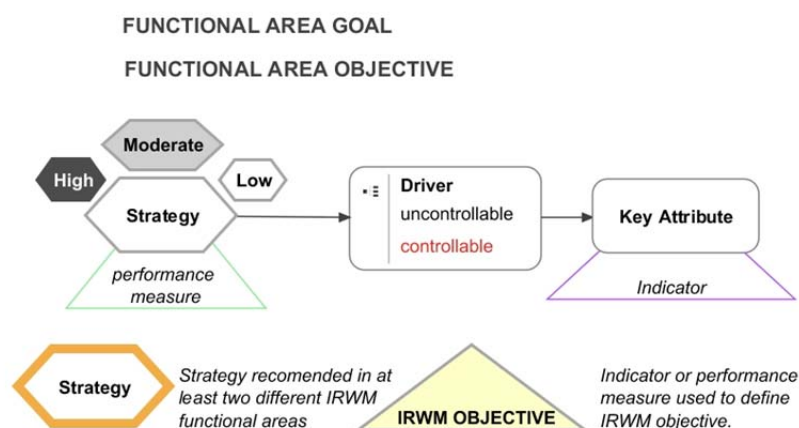 FUNCTIONAL AREA GOAL
FUNCTIONAL AREA OBJECTIVE
Moderate
High
Low
Strategy
performance
measure
Driver
uncontrollable
controllable
Key Attribute
Indicator
Strategy
Strategy recomended in at
least two different IRWM
functional areas
IRWM OBJECTIVE
Indicator or performance
measure used to define
IRWM objective.